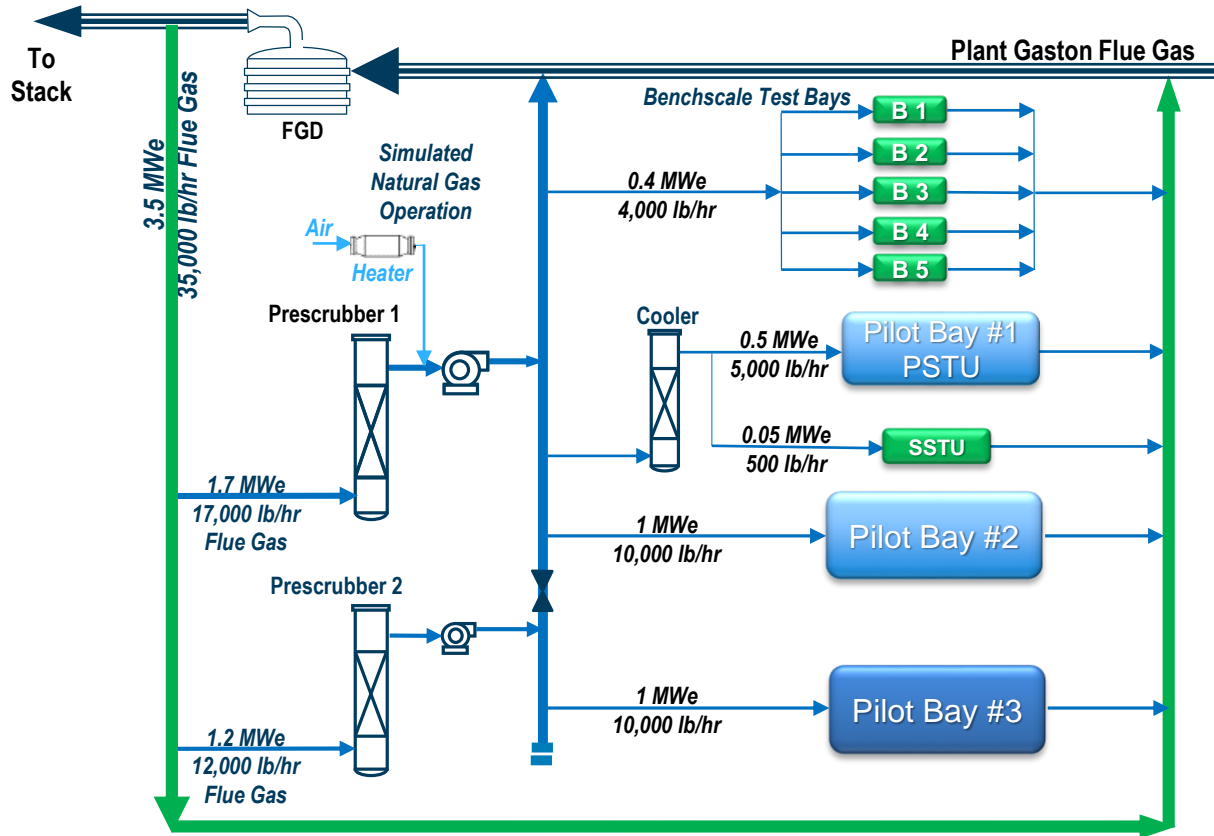 Plant Gaston Flue Gas
To
Stack
FGD
3.5 MWe
35,000 lb/hr Flue Gas
Benchscale Test Bays
B 1
B 2
B 3
B 4
B 5
0.4 MWe
4,000 lb/hr
Simulated
Natural Gas
Operation
Air
Heater
Prescrubber 1
Cooler
0.5 MWe
5,000 lb/hr
Pilot Bay #1
PSTU
0.05 MWe
500 lb/hr
SSTU
1.7 MWe
17,000 lb/hr
Flue Gas
1 MWe
10,000 lb/hr
Pilot Bay #2
Prescrubber 2
1 MWe
10,000 lb/hr
Pilot Bay #3
1.2 MWe
12,000 lb/hr
Flue Gas